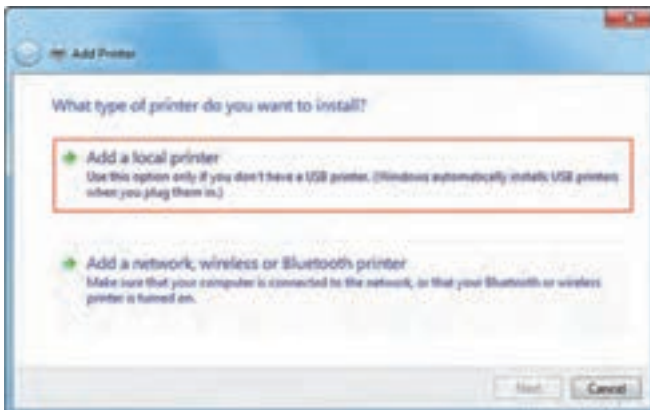 Add Printer
What type of printer do you want to install?
Add a local printer
Use this option only if you don't have a USB printer. (Windows automatically installs USB printers
when you plug them in.)
Add a network, wireless or Bluetooth printer
Make sure that your computer is connected to the network, or that your Bluetooth or wireless
printer is turned on.
Next
Cancel